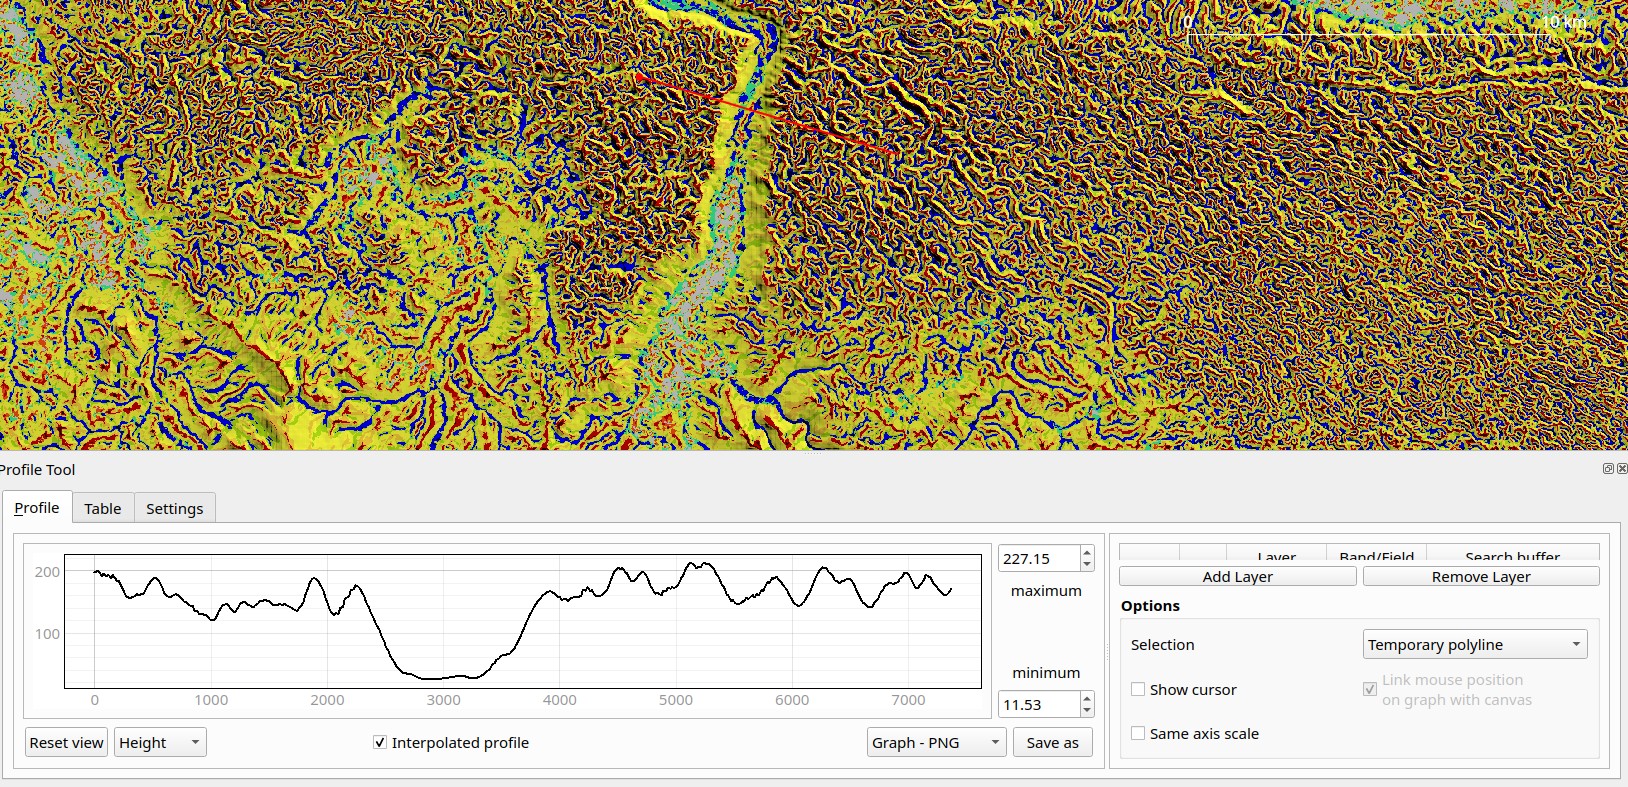 0 10 km
Profile Tool
Profile Table Settings
200
100
0 1000 2000 3000 4000 5000 6000 7000
227.15
maximum
minimum
11.53
Layer Band/Field Search buffer
Add Layer Remove Layer
Options
Selection Temporary polyline
Show cursor
Link mouse position
on graph with canvas
Same axis scale
Reset view Height Interpolated profile Graph - PNG Save as